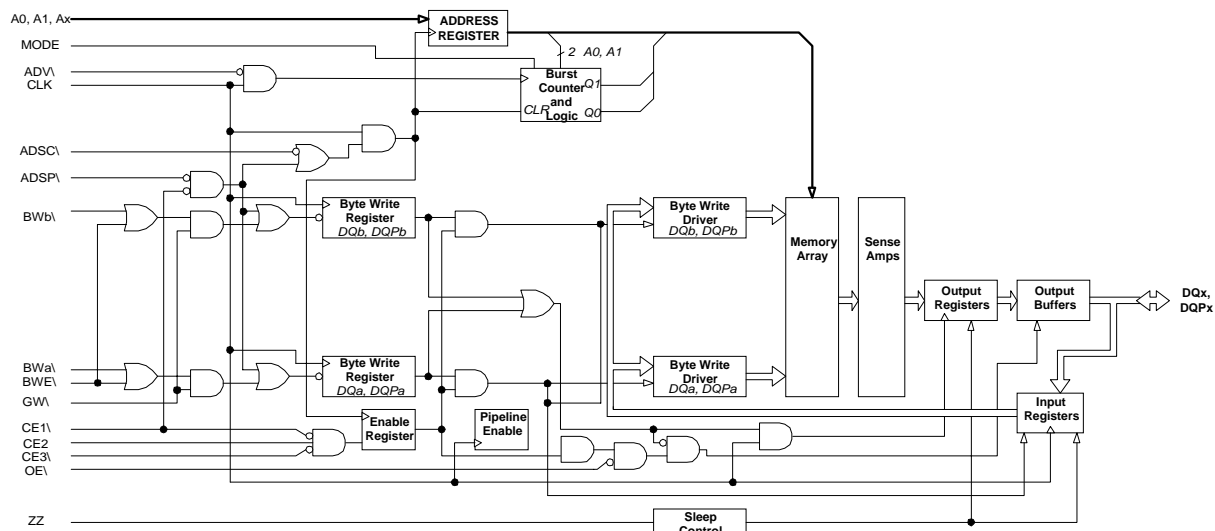 A0, A1, Ax
ADDRESS
REGISTER
MODE
2 A0, A1
ADV\
CLK
Burst
Counter
and
Logic
Q1
CLR
Q0
ADSC\
ADSP\
BWb\
Byte Write
Register
DQb, DQPb
Byte Write
Driver
DQb, DQPb
Memory
Array
Sense
Amps
Output
Registers
Output
Buffers
DQx,
DQPx
BWa\
BWE\
GW\
Byte Write
Register
DQa, DQPa
Byte Write
Driver
DQa, DQPa
Input
Registers
CE1\
CE2
CE3\
OE\
Enable
Register
Pipeline
Enable
ZZ
Sleep
Control